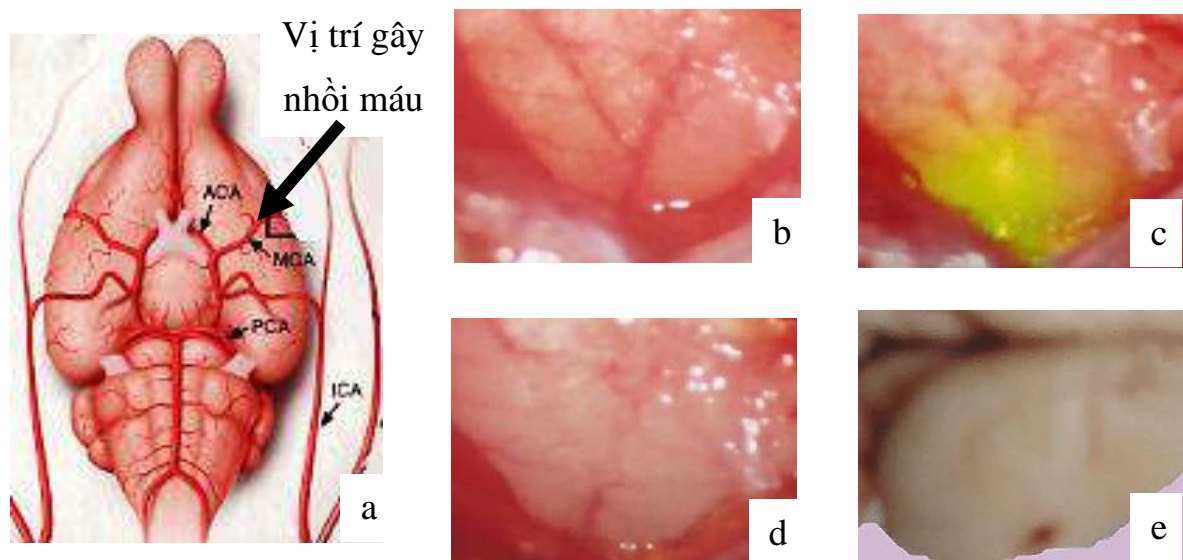 Vị trí gây
nhồi máu
ACA
MCA
PCA
ICA
a
b
c
d
e